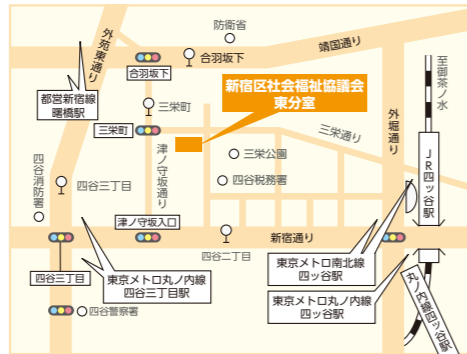 防衛省
外苑東通り
合羽坂下
靖国通り
合羽坂下
至御茶ノ水
都営新宿線
曙橋駅
新宿区社会福祉協議会
東分室
三栄町
三栄町
三栄通り
外堀通り
津ノ守坂通り
三栄公園
JR四ッ谷駅
四谷消防署
四谷三丁目
四谷税務署
津ノ守坂入口
新宿通り
四谷二丁目
四谷三丁目
東京メトロ丸ノ内線
四谷三丁目駅
東京メトロ南北線
四ッ谷駅
東京メトロ丸ノ内線
四ッ谷駅
丸ノ内線四ッ谷駅
四谷警察署